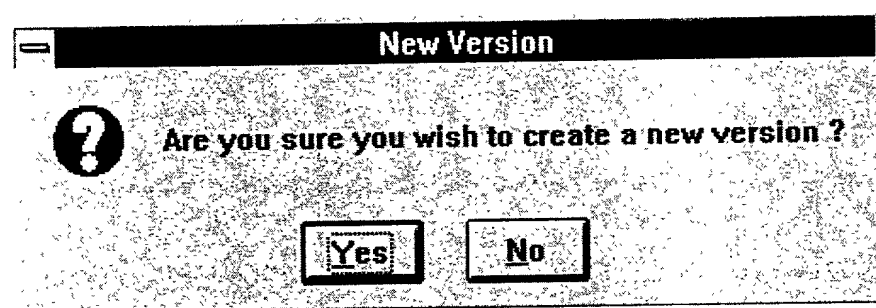 New Version
Are you sure you wish to create a new version ?
Yes
No